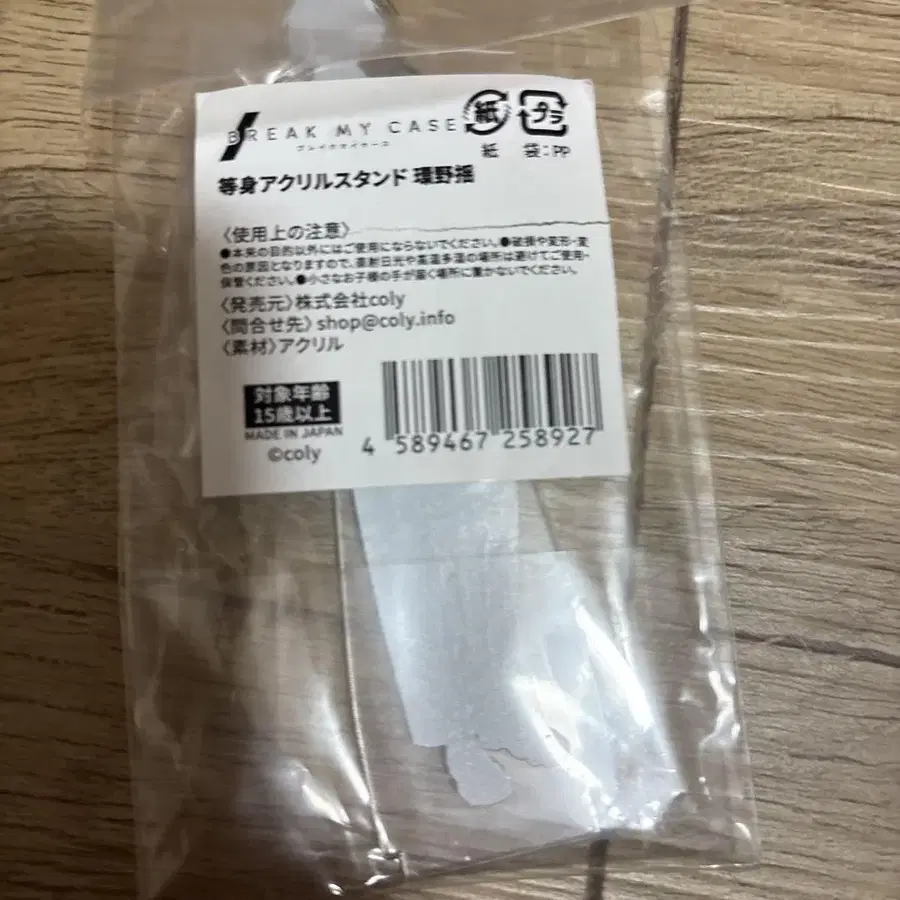 BREAK MY CASE
ブレイクマイケース
紙
プラ
紙 袋:PP
等身アクリルスタンド 環野揺
〈使用上の注意〉
●本来の目的以外にはご使用にならないでください。●破損や変形・変
色の原因となりますので、直射日光や高温多湿の場所は避けてご使用・
保管ください。●小さなお子様の手が届く場所に置かないでください。
〈発売元〉株式会社coly
〈問合せ先〉shop@coly.info
〈素材〉アクリル
対象年齢
15歳以上
MADE IN JAPAN
©coly
4 589467 258927